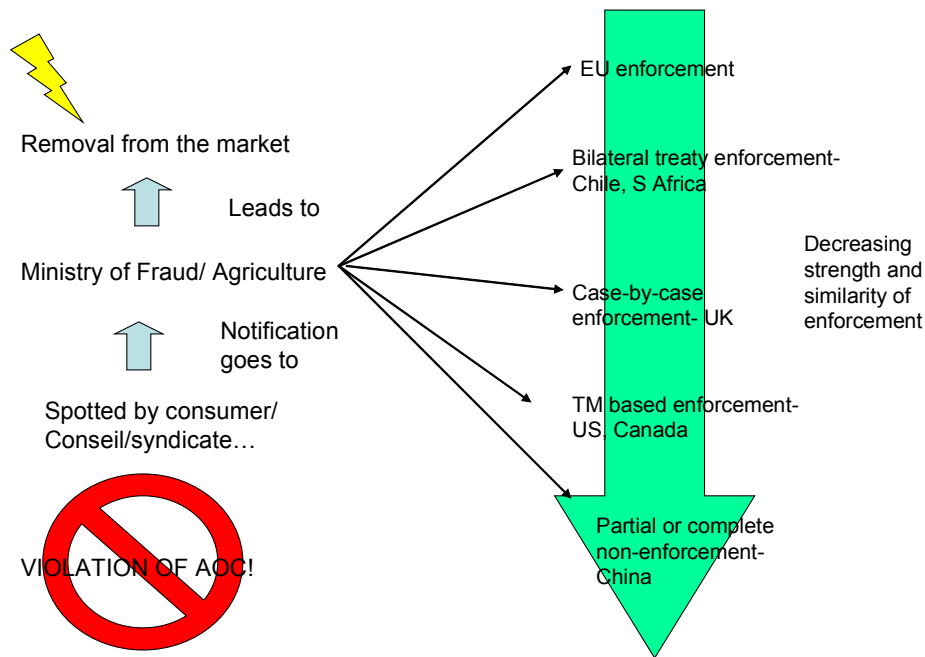 Removal from the market
Leads to
Ministry of Fraud/ Agriculture
Notification
goes to
Spotted by consumer/
Conseil/syndicate…
VIOLATION OF AOC!
EU enforcement
Bilateral treaty enforcement-
Chile, S Africa
Case-by-case
enforcement- UK
TM based enforcement-
US, Canada
Partial or complete
non-enforcement-
China
Decreasing
strength and
similarity of
enforcement